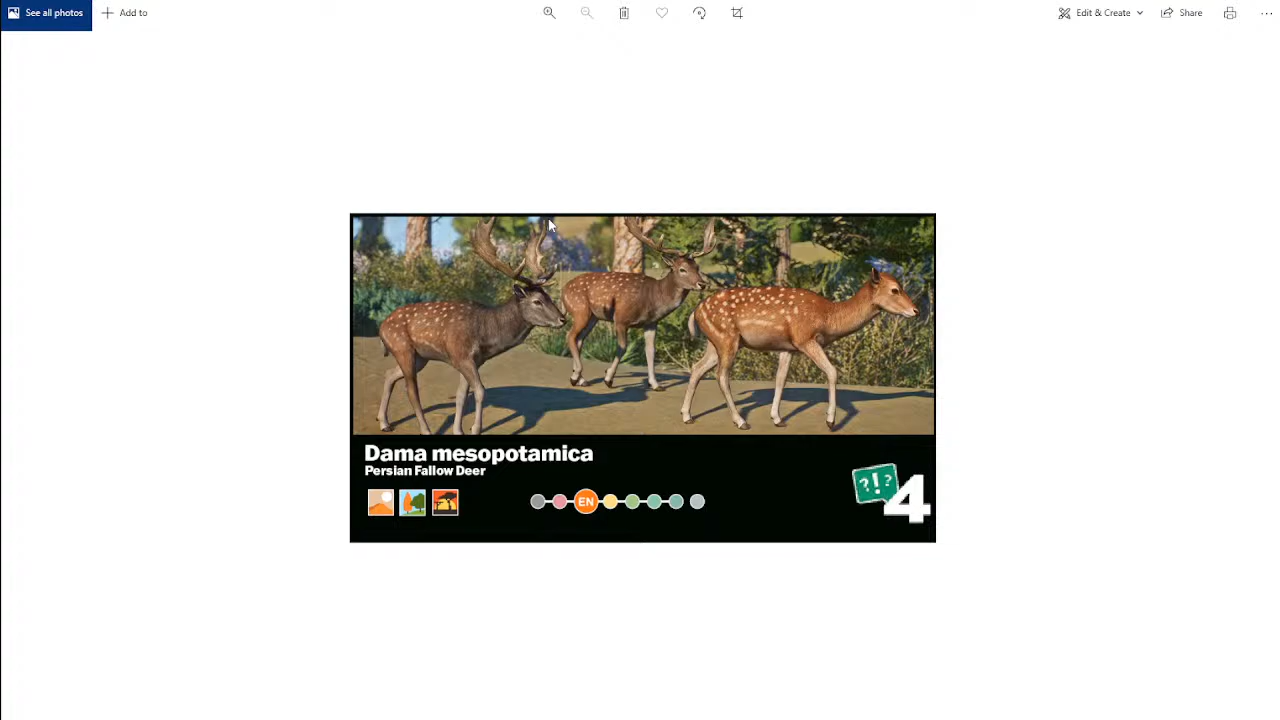 See all photos
Add to
Edit & Create
Share
Dama mesopotamica
Persian Fallow Deer
EN
?!?
4